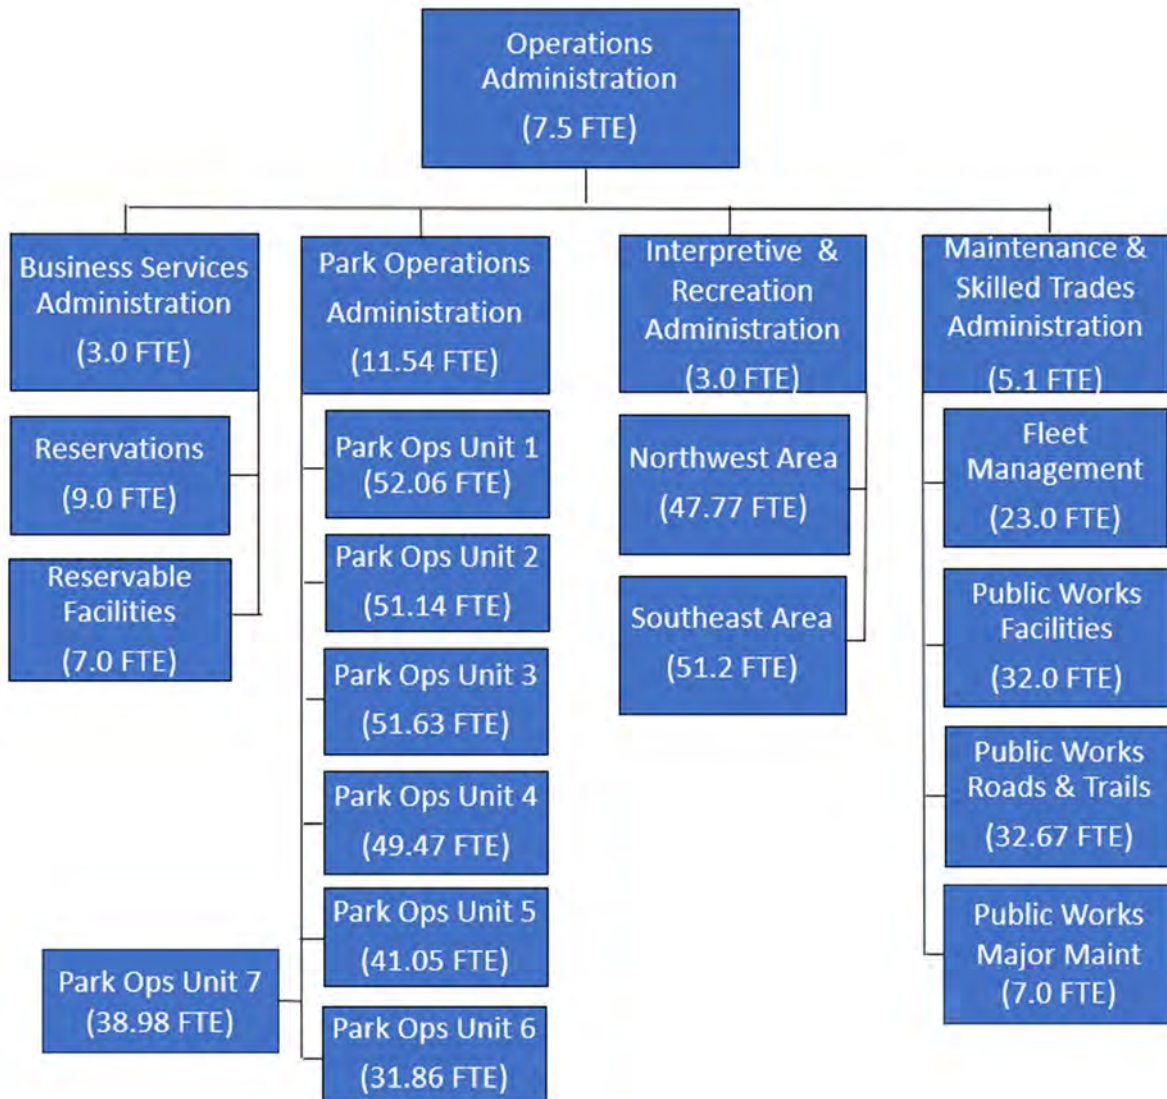 Operations
Administration
(7.5 FTE)
Business Services
Administration
(3.0 FTE)
Reservations
(9.0 FTE)
Reservable
Facilities
(7.0 FTE)
Park Operations
Administration
(11.54 FTE)
Park Ops Unit 1
(52.06 FTE)
Park Ops Unit 2
(51.14 FTE)
Park Ops Unit 3
(51.63 FTE)
Park Ops Unit 4
(49.47 FTE)
Park Ops Unit 5
(41.05 FTE)
Park Ops Unit 6
(31.86 FTE)
Park Ops Unit 7
(38.98 FTE)
Interpretive &
Recreation
Administration
(3.0 FTE)
Northwest Area
(47.77 FTE)
Southeast Area
(51.2 FTE)
Maintenance &
Skilled Trades
Administration
(5.1 FTE)
Fleet
Management
(23.0 FTE)
Public Works
Facilities
(32.0 FTE)
Public Works
Roads & Trails
(32.67 FTE)
Public Works
Major Maint
(7.0 FTE)